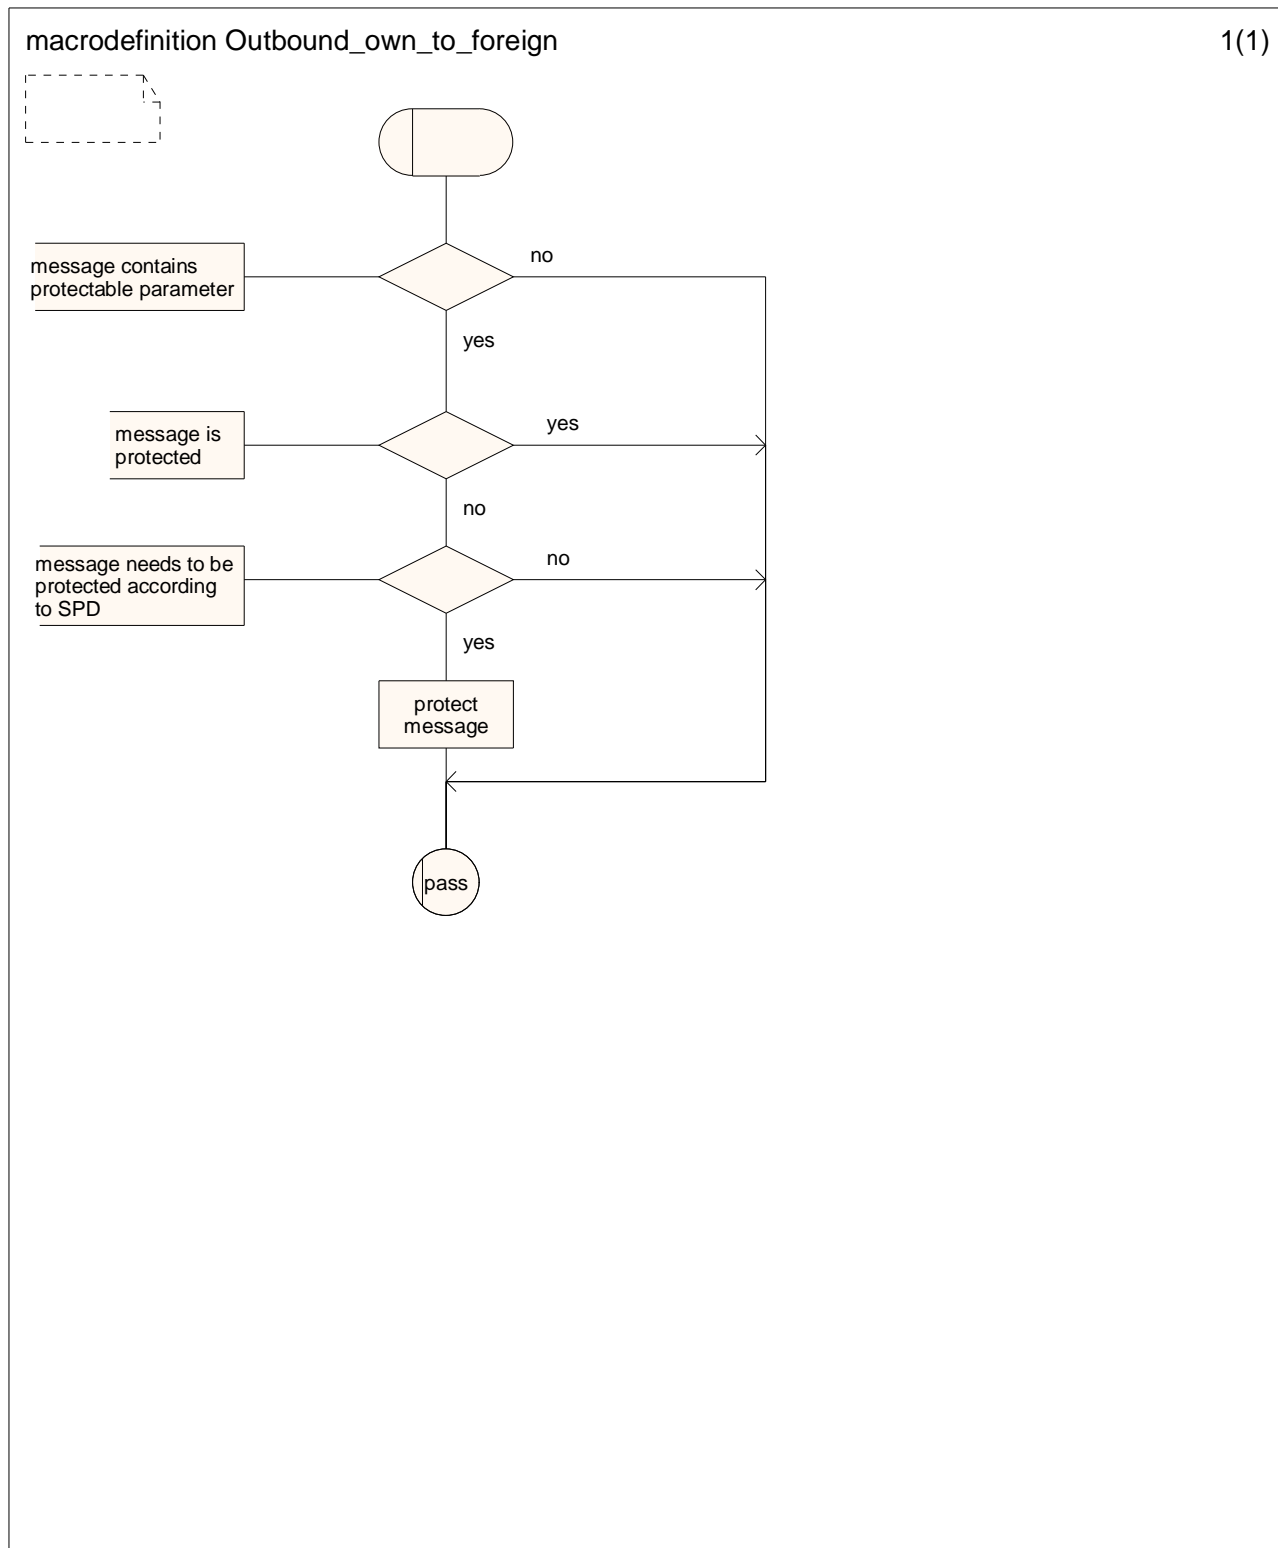 macrodefinition Outbound_own_to_foreign
1(1)
message contains
protectable parameter
no
yes
message is
protected
yes
no
message needs to be
protected according
to SPD
no
yes
protect
message
pass